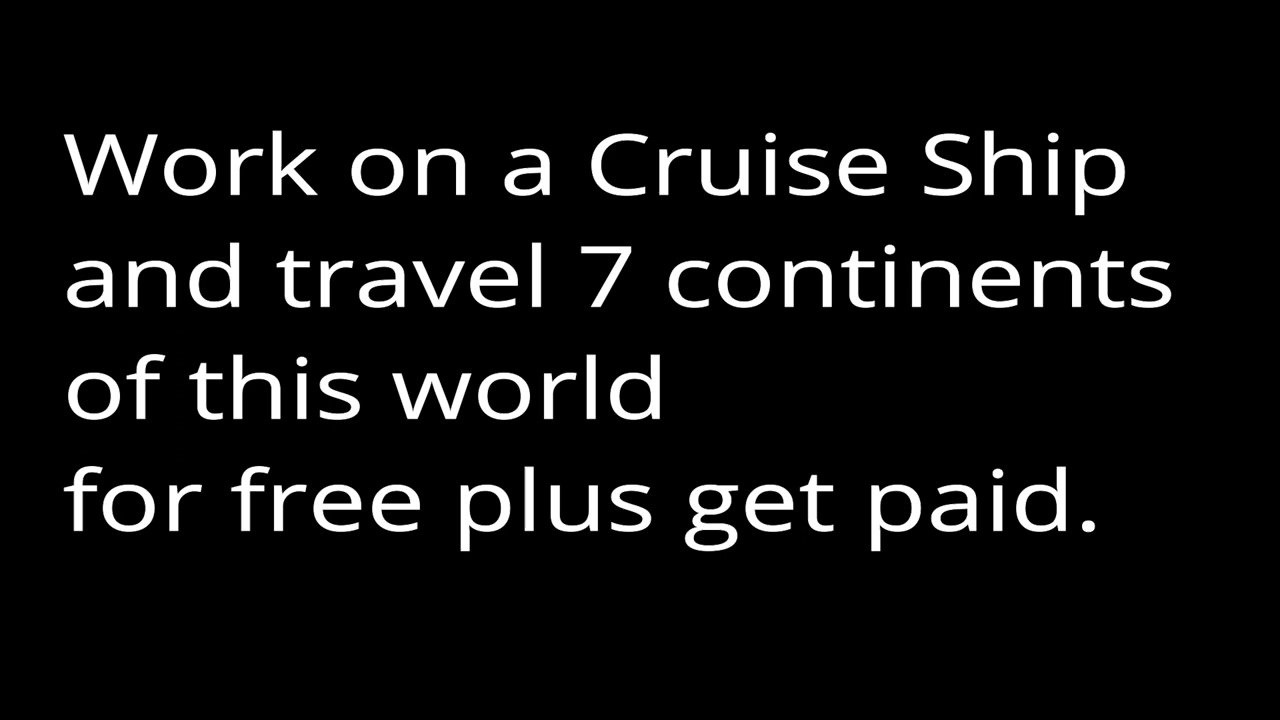 Work on a Cruise Ship
and travel 7 continents
of this world
for free plus get paid.